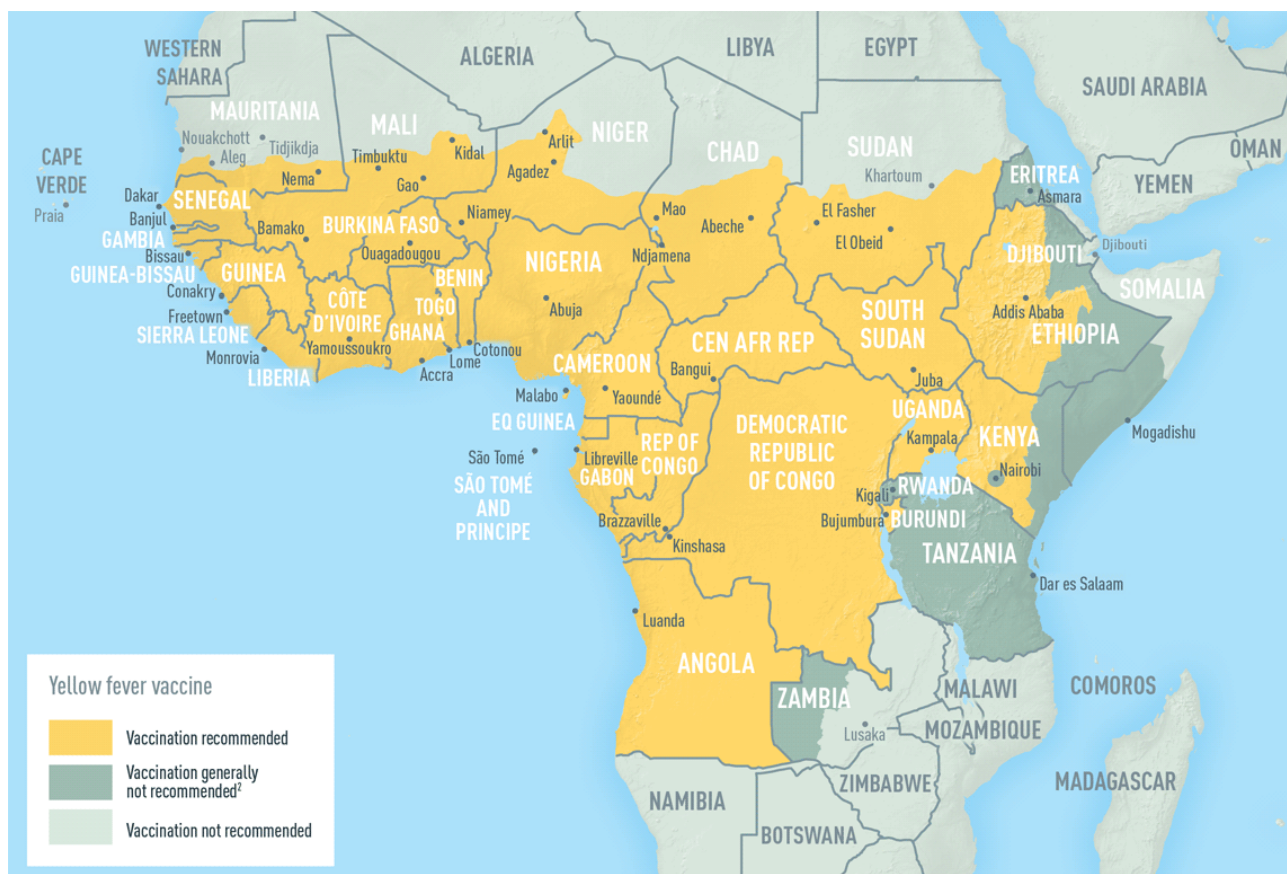 WESTERN
SAHARA
ALGERIA
LIBYA
EGYPT
SAUDI ARABIA
MAURITANIA
MALI
NIGER
CHAD
SUDAN
OMAN
YEMEN
Nouakchott
Tidjikdja
Aleg
Nema
Timbuktu
Kidal
Gao
Arlit
Agadez
Khartoum
ERITREA
Asmara
CAPE
VERDE
Praia
Dakar
SENEGAL
Banjul
GAMBIA
Bissau
GUINEA-BISSAU
Bamako
BURKINA FASO
Ouagadougou
Niamey
Mao
Abeche
Ndjamena
El Fasher
El Obeid
DJIBOUTI
Djibouti
SOMALIA
GUINEA
Conakry
Freetown
SIERRA LEONE
Monrovia
LIBERIA
CÔTE
D'IVOIRE
Yamoussoukro
BENIN
TOGO
GHANA
Accra
Lomé
Cotonou
NIGERIA
Abuja
CAMEROON
Yaoundé
CEN AFR REP
Bangui
SOUTH
SUDAN
Juba
Addis Ababa
ETHIOPIA
Malabo
EQ GUINEA
São Tomé
SÃO TOMÉ
AND
PRINCIPE
Libreville
GABON
REP OF
CONGO
DEMOCRATIC
REPUBLIC
OF CONGO
UGANDA
Kampala
KENYA
Nairobi
Mogadishu
Kigali
RWANDA
Bujumbura
BURUNDI
TANZANIA
Dar es Salaam
Brazzaville
Kinshasa
Luanda
ANGOLA
ZAMBIA
Lusaka
MALAWI
MOZAMBIQUE
COMOROS
MADAGASCAR
ZIMBABWE
NAMIBIA
BOTSWANA
Yellow fever vaccine
Vaccination recommended
Vaccination generally
not recommended²
Vaccination not recommended